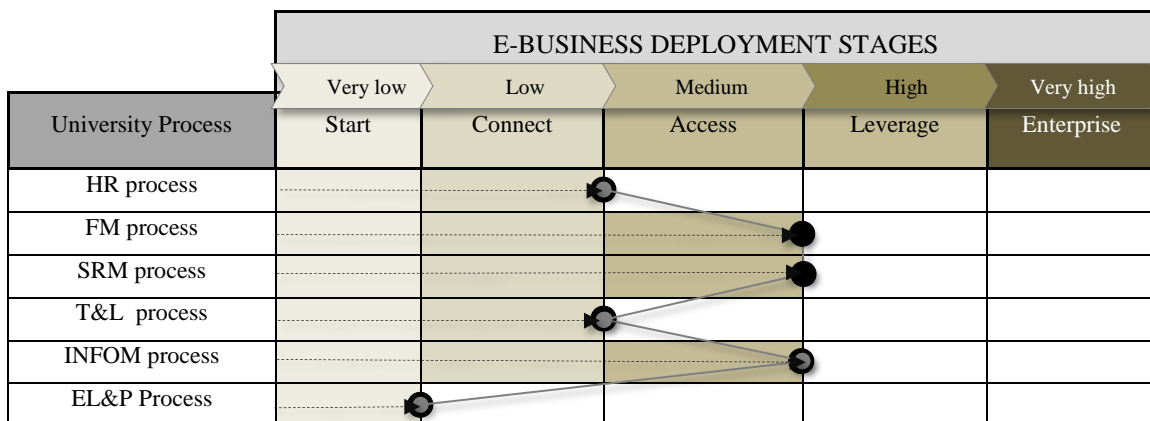 E-BUSINESS DEPLOYMENT STAGES
Very low Low Medium High Very high
University Process Start Connect Access Leverage Enterprise
HR process
FM process
SRM process
T&L process
INFOM process
EL&P Process